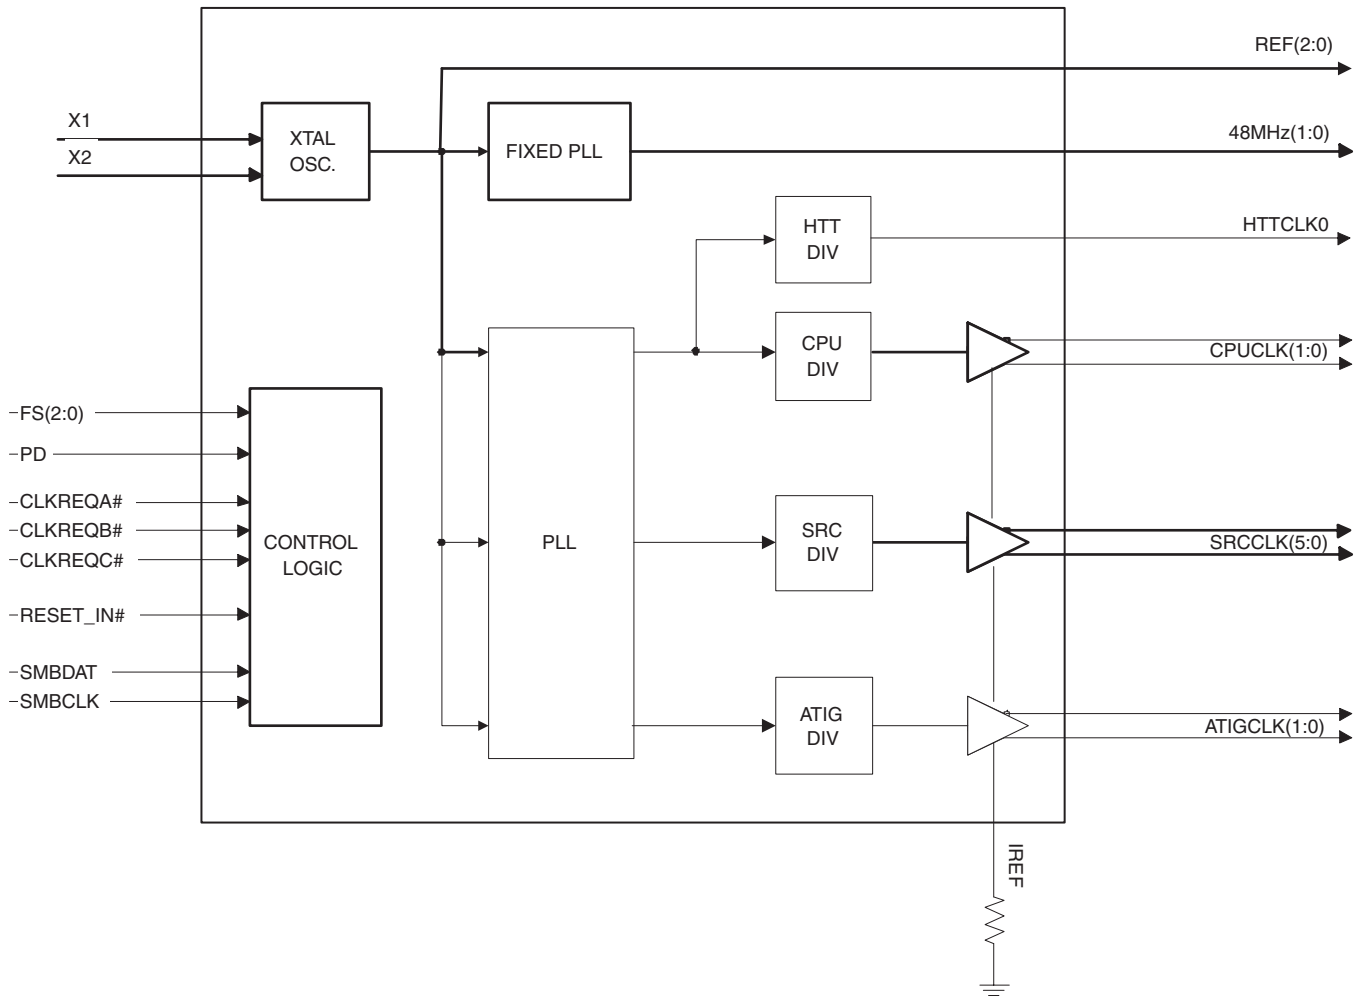 REF(2:0)
X1
X2
XTAL
OSC.
FIXED PLL
48MHz(1:0)
HTT
DIV
HTTCLK0
CPU
DIV
CPUCLK(1:0)
FS(2:0)
PD
CLKREQA#
CLKREQB#
CLKREQC#
RESET_IN#
SMBDAT
SMBCLK
CONTROL
LOGIC
PLL
SRC
DIV
SRCCLK(5:0)
ATIG
DIV
ATIGCLK(1:0)
IREF